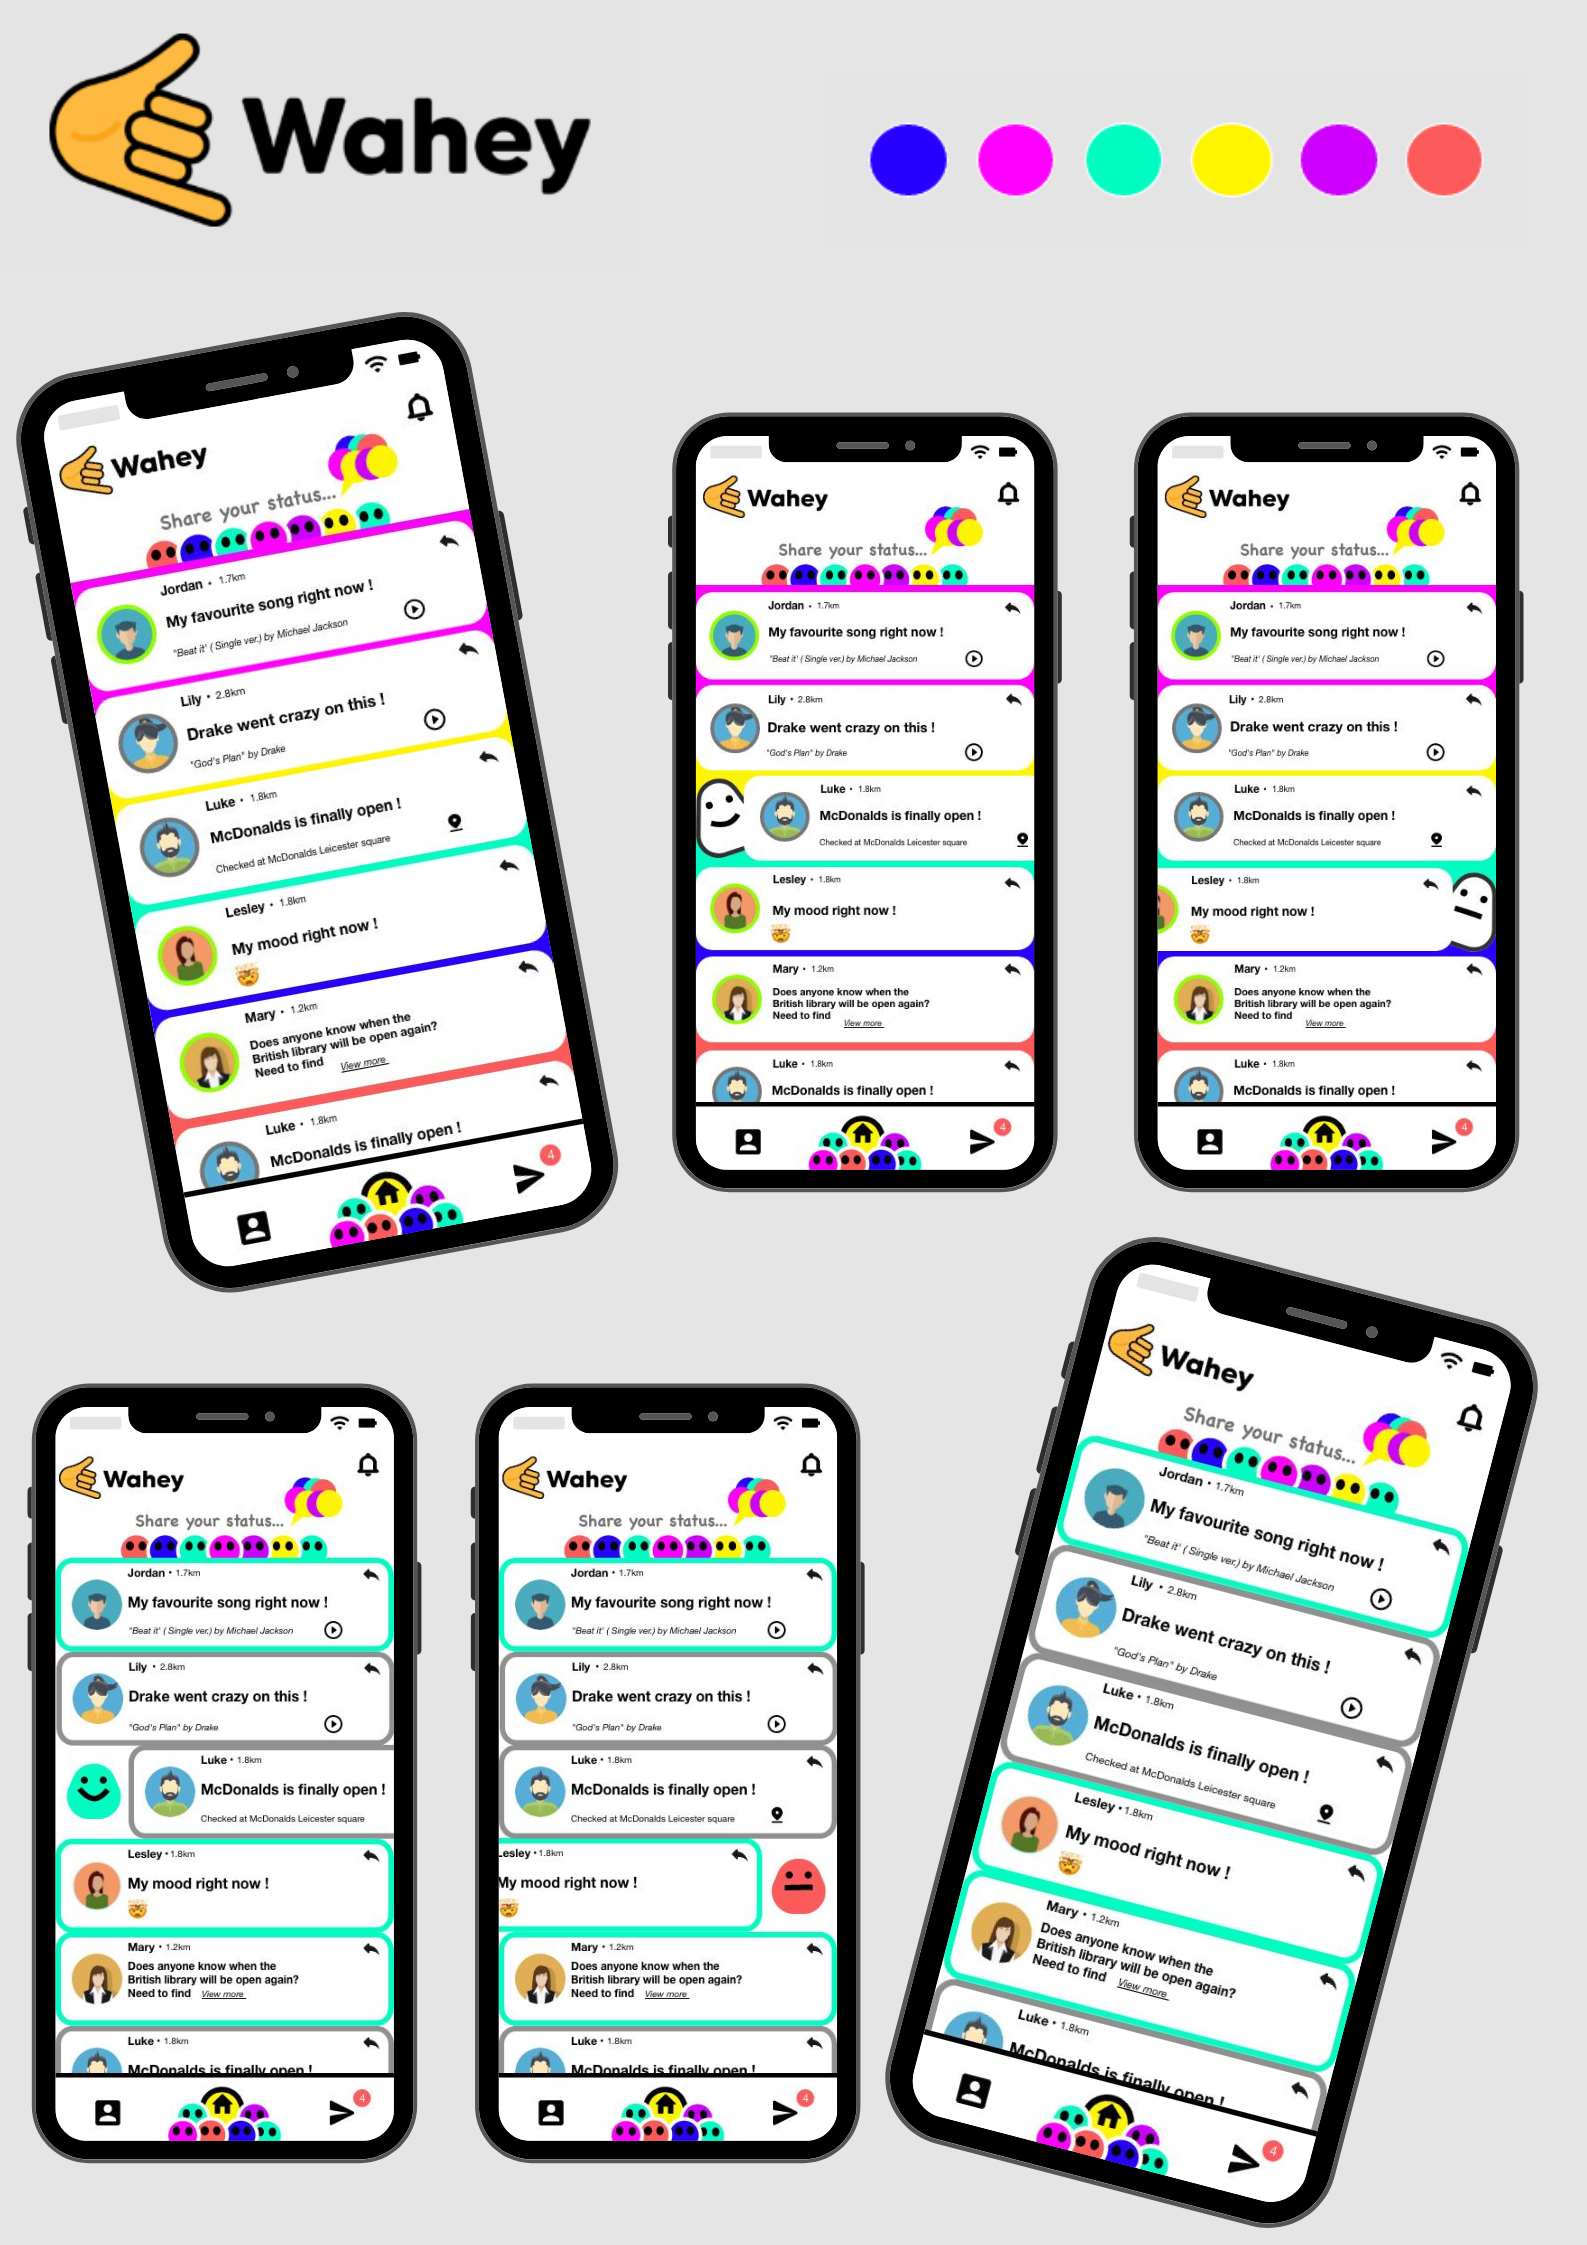 Wahey
Wahey
Share your status...
Jordan • 1.7km
My favourite song right now !
"Beat it' ( Single ver.) by Michael Jackson
Lily • 2.8km
Drake went crazy on this !
"God's Plan" by Drake
Luke • 1.8km
McDonalds is finally open !
Checked at McDonalds Leicester square
Lesley • 1.8km
My mood right now !
Mary • 1.2km
Does anyone know when the
British library will be open again?
Need to find View more
Luke • 1.8km
McDonalds is finally open !
4
Wahey
Share your status...
Jordan • 1.7km
My favourite song right now !
"Beat it' ( Single ver.) by Michael Jackson
Lily • 2.8km
Drake went crazy on this !
"God's Plan" by Drake
Luke • 1.8km
McDonalds is finally open !
Checked at McDonalds Leicester square
Lesley • 1.8km
My mood right now !
Mary • 1.2km
Does anyone know when the
British library will be open again?
Need to find
View more
Luke • 1.8km
McDonalds is finally open !
4
Wahey
Share your status...
Jordan • 1.7km
My favourite song right now !
"Beat it' ( Single ver.) by Michael Jackson
Lily • 2.8km
Drake went crazy on this !
"God's Plan" by Drake
Luke • 1.8km
McDonalds is finally open !
Checked at McDonalds Leicester square
Lesley • 1.8km
My mood right now !
Mary • 1.2km
Does anyone know when the
British library will be open again?
Need to find
View more
Luke • 1.8km
McDonalds is finally open !
4
Wahey
Share your status...
Jordan • 1.7km
My favourite song right now !
"Beat it' ( Single ver.) by Michael Jackson
Lily • 2.8km
Drake went crazy on this !
"God's Plan" by Drake
Luke • 1.8km
McDonalds is finally open !
Checked at McDonalds Leicester square
Lesley • 1.8km
My mood right now !
Mary • 1.2km
Does anyone know when the
British library will be open again?
Need to find View more
Luke • 1.8km
McDonalds is finally open !
4
Wahey
Share your status...
Jordan • 1.7km
My favourite song right now !
"Beat it' ( Single ver.) by Michael Jackson
Lily • 2.8km
Drake went crazy on this !
"God's Plan" by Drake
Luke • 1.8km
McDonalds is finally open !
Checked at McDonalds Leicester square
Lesley • 1.8km
My mood right now !
Mary • 1.2km
Does anyone know when the
British library will be open again?
Need to find View more
Luke • 1.8km
McDonalds is finally open !
4
Wahey
Share your status...
Jordan • 1.7km
My favourite song right now !
"Beat it' ( Single ver.) by Michael Jackson
Lily • 2.8km
Drake went crazy on this !
"God's Plan" by Drake
Luke • 1.8km
McDonalds is finally open !
Checked at McDonalds Leicester square
Lesley • 1.8km
My mood right now !
Mary • 1.2km
Does anyone know when the
British library will be open again?
Need to find View more
Luke • 1.8km
McDonalds is finally open !
4